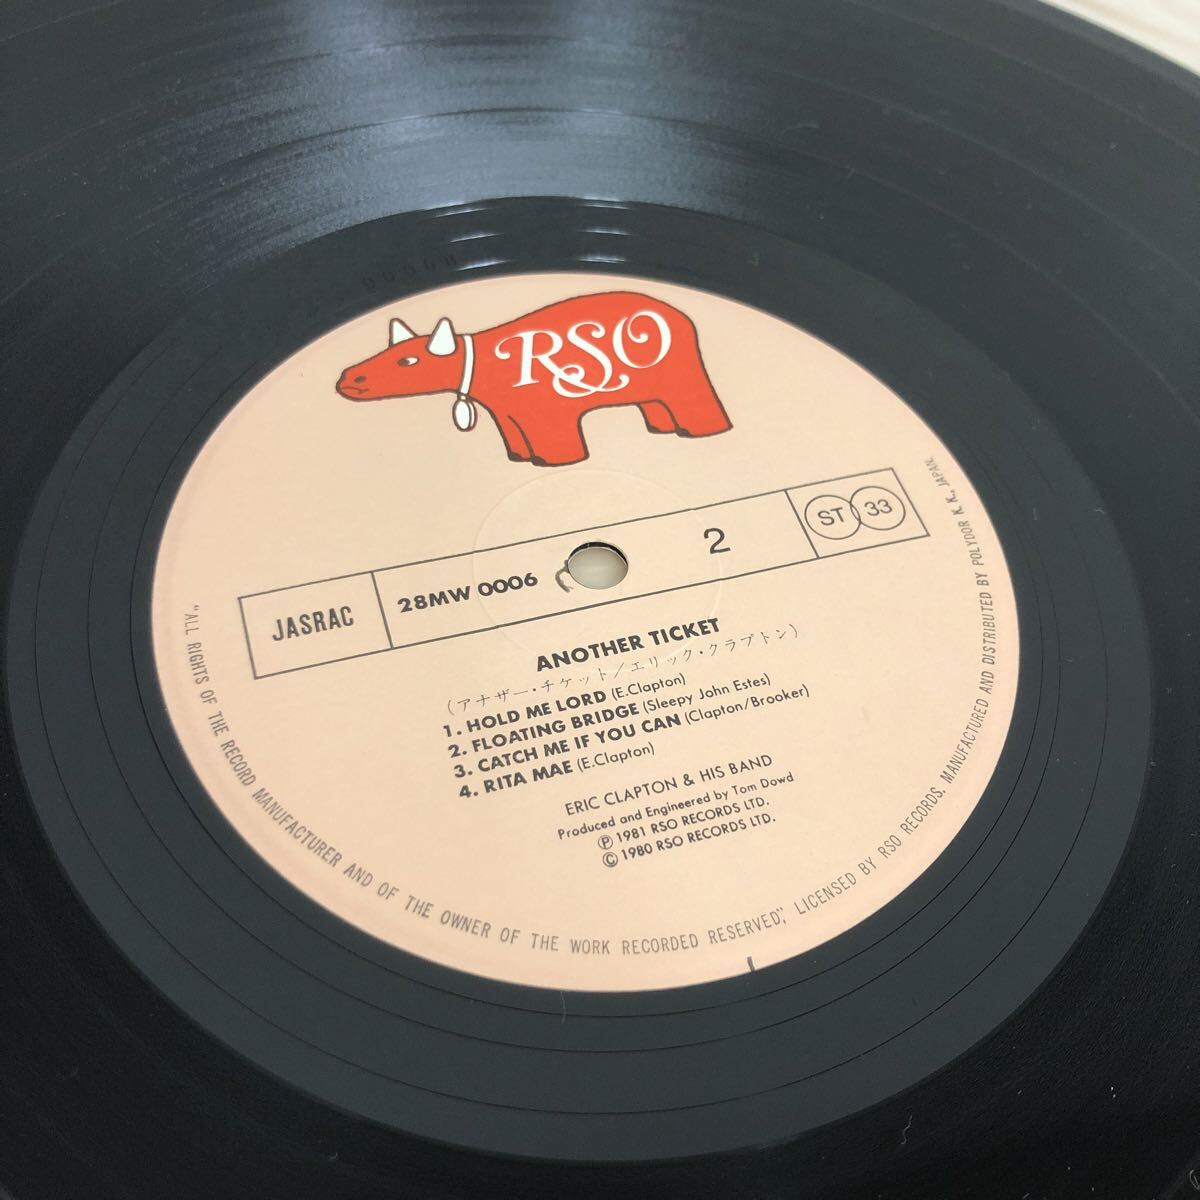 RSO
JASRAC
28MW 0006
2
ST 33
ANOTHER TICKET
(アナザー・チケット/エリック・クラプトン)
1. HOLD ME LORD (E.Clapton)
2. FLOATING BRIDGE (Sleepy John Estes)
3. CATCH ME IF YOU CAN (Clapton/Brooker)
4. RITA MAE (E.Clapton)
ERIC CLAPTON & HIS BAND
Produced and Engineered by Tom Dowd
Ⓟ 1981 RSO RECORDS LTD.
© 1980 RSO RECORDS LTD.
"ALL RIGHTS OF THE RECORD MANUFACTURER AND OF THE OWNER OF THE WORK RECORDED RESERVED", LICENSED BY RSO RECORDS. MANUFACTURED AND DISTRIBUTED BY POLYDOR K.K., JAPAN.